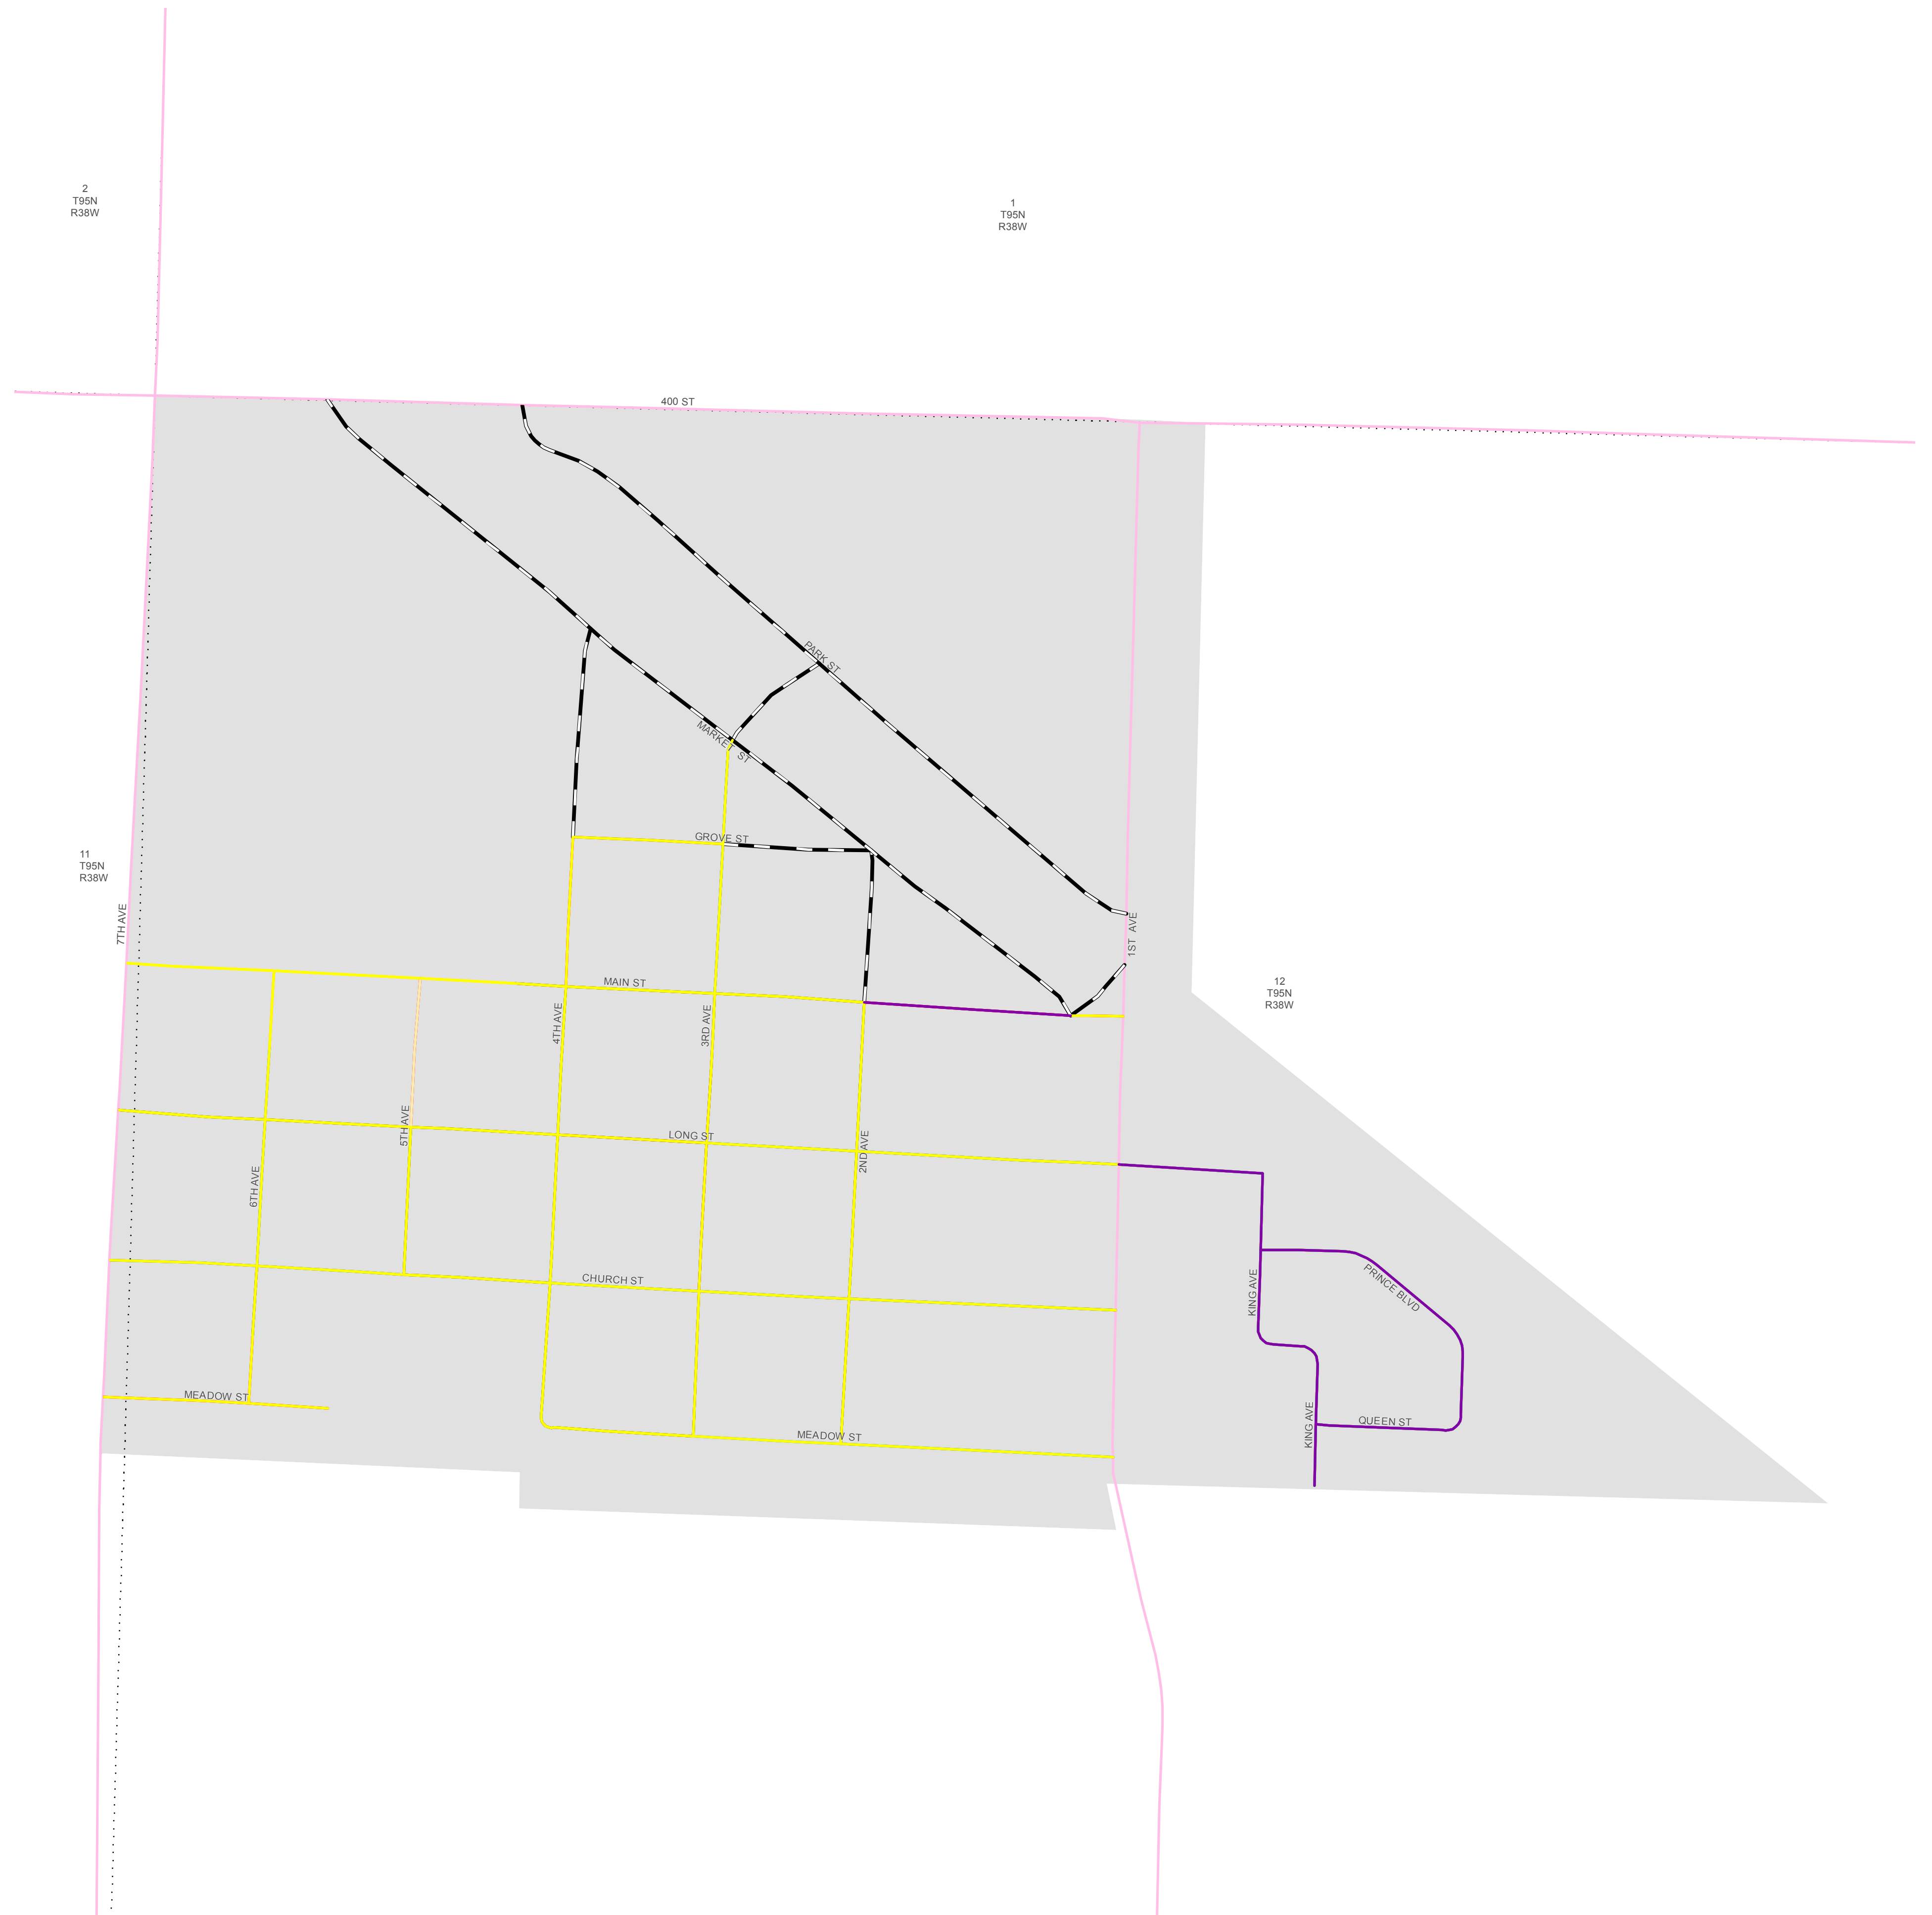 2
T95N
R38W
1
T95N
R38W
400 ST
PARK ST
MARKET ST
GROVE ST
11
T95N
R38W
7TH AVE
1ST AVE
MAIN ST
12
T95N
R38W
4TH AVE
3RD AVE
5TH AVE
LONG ST
2ND AVE
6TH AVE
CHURCH ST
KING AVE
PRINCE BLVD
MEADOW ST
KING AVE
QUEEN ST
MEADOW ST